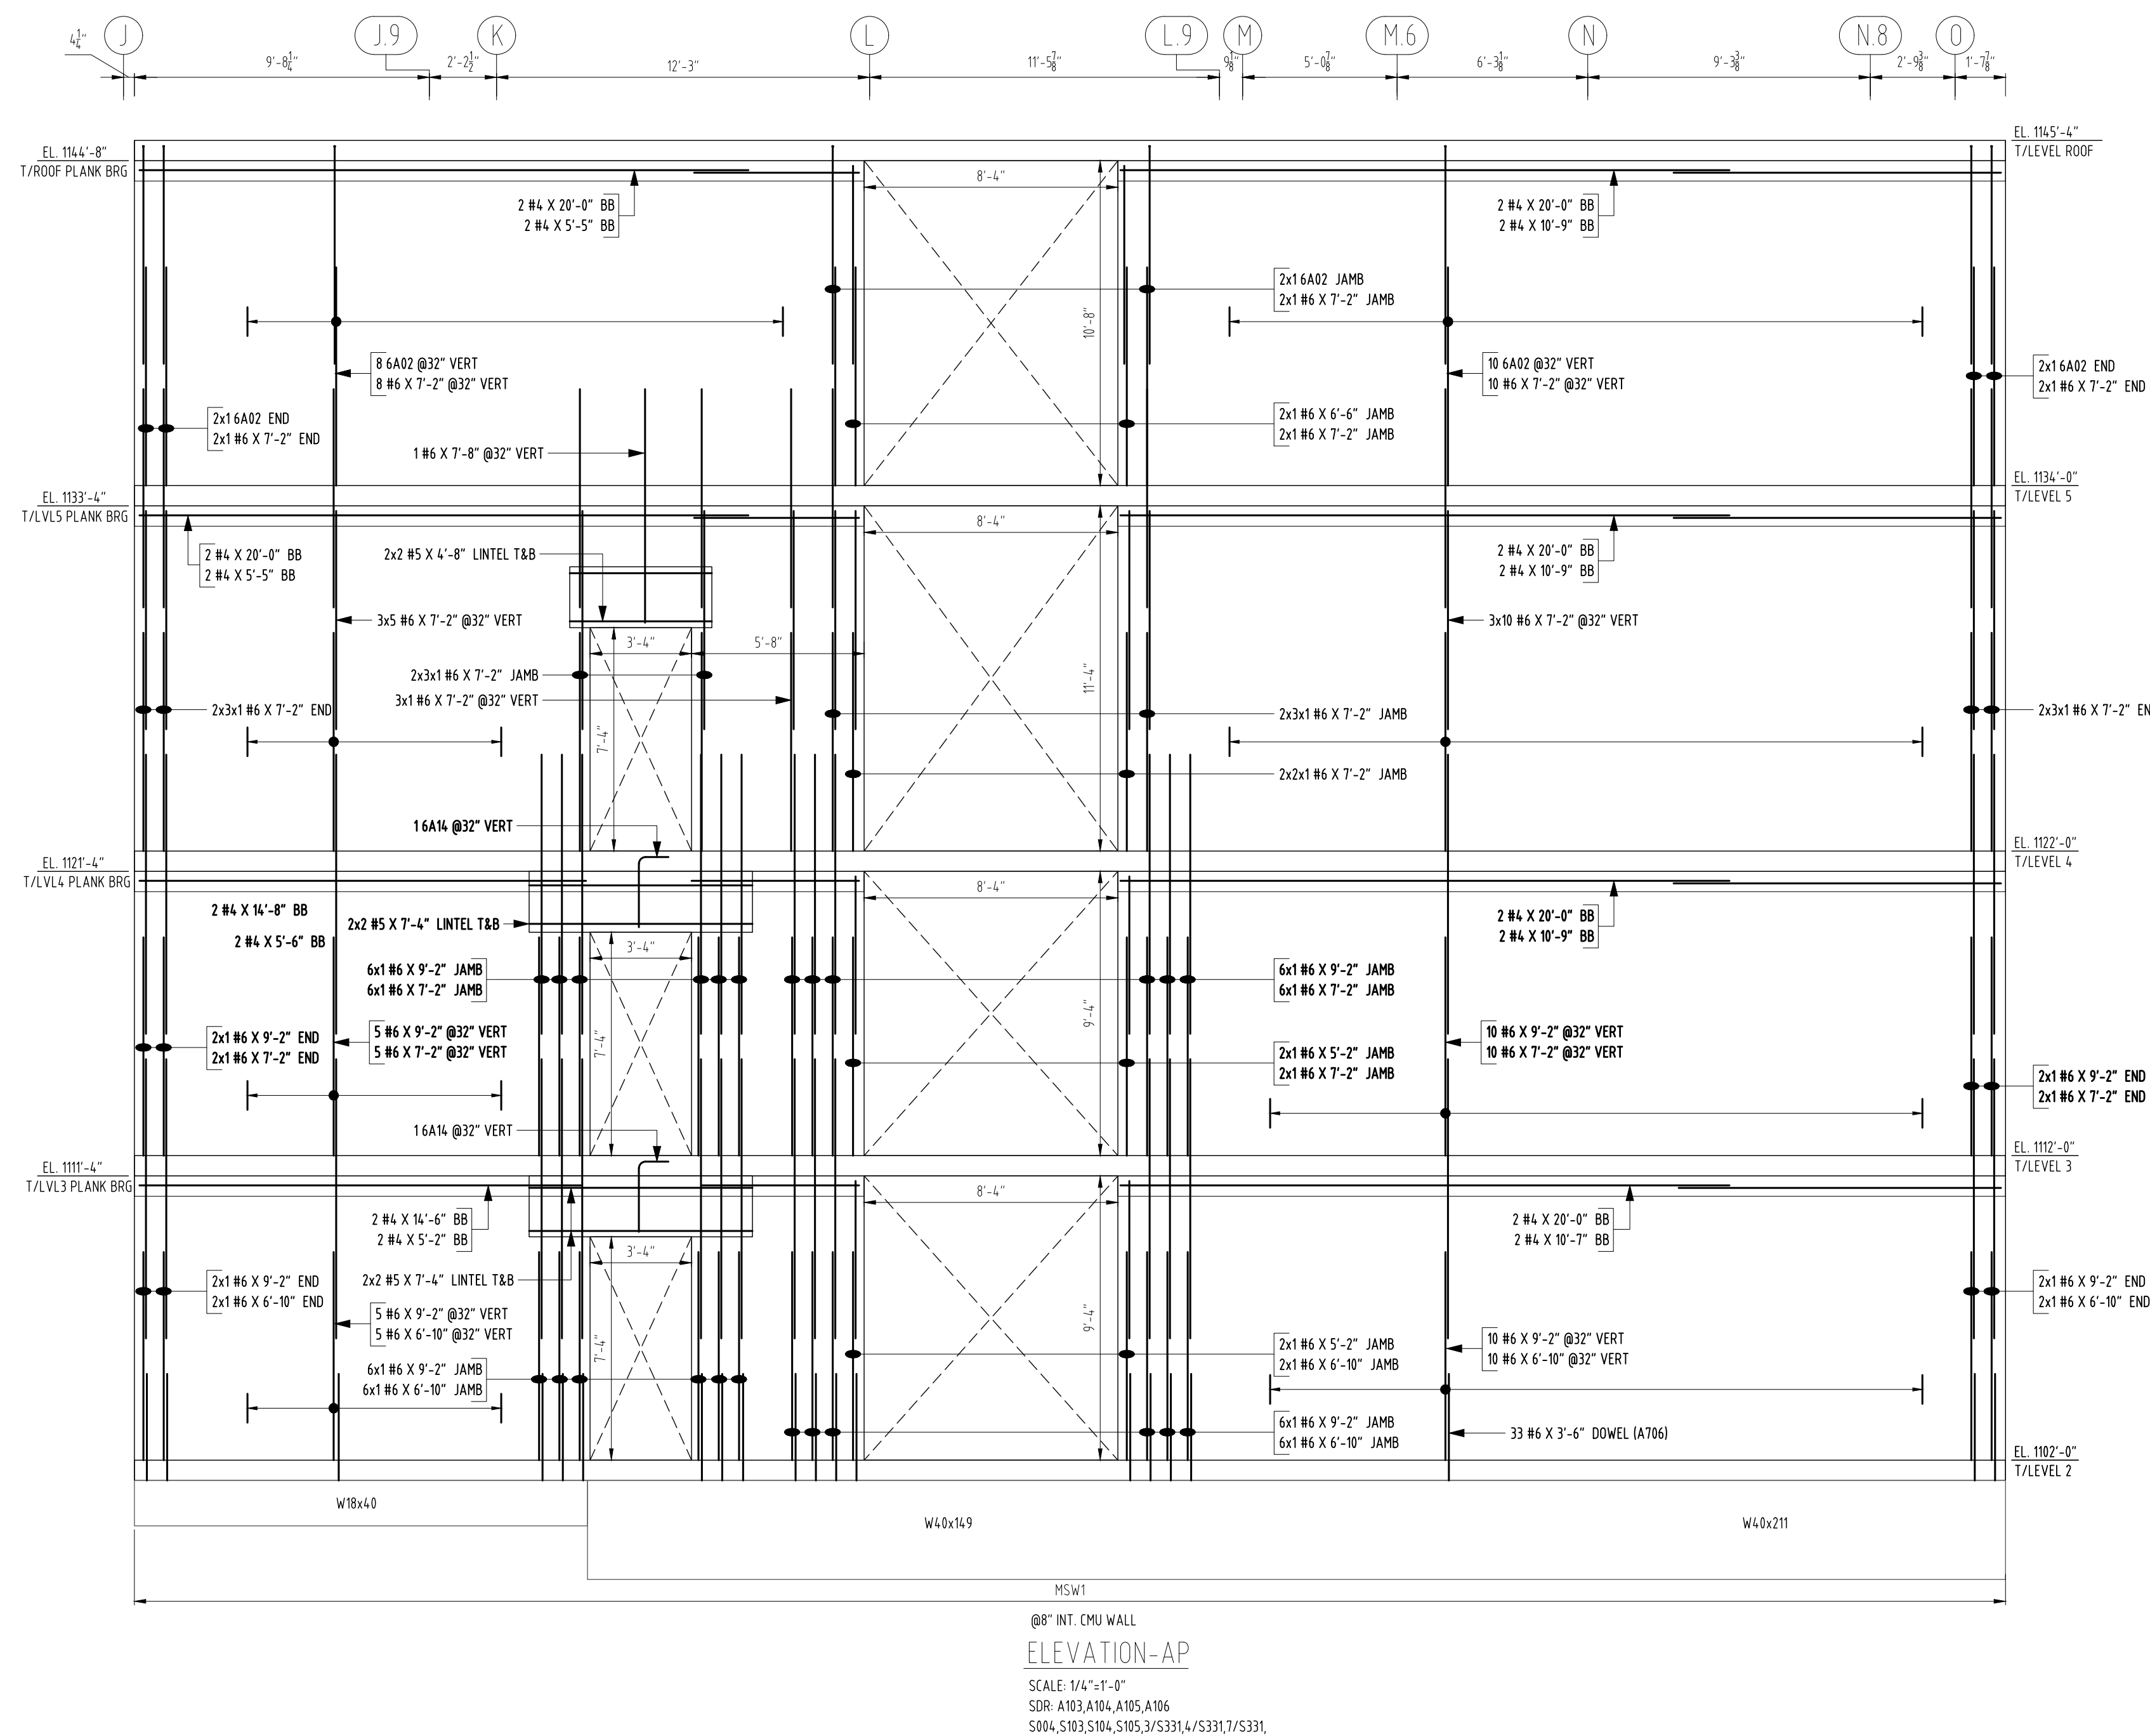 J J.9 K L L.9 M M.6 N N.8 O
4¼" 9'-8¼" 2'-2½" 12'-3" 11'-5⅞" 9⅛" 5'-0⅞" 6'-3⅛" 9'-3⅜" 2'-9⅜" 1'-7⅞"
EL. 1145'-4"
T/LEVEL ROOF
EL. 1144'-8"
T/ROOF PLANK BRG
8'-4"
2 #4 X 20'-0" BB
2 #4 X 5'-5" BB
2 #4 X 20'-0" BB
2 #4 X 10'-9" BB
2x1 6A02 JAMB
2x1 #6 X 7'-2" JAMB
10'-8"
8 6A02 @32" VERT
8 #6 X 7'-2" @32" VERT
10 6A02 @32" VERT
10 #6 X 7'-2" @32" VERT
2x1 6A02 END
2x1 #6 X 7'-2" END
2x1 6A02 END
2x1 #6 X 7'-2" END
2x1 #6 X 6'-6" JAMB
2x1 #6 X 7'-2" JAMB
1 #6 X 7'-8" @32" VERT
EL. 1134'-0"
T/LEVEL 5
EL. 1133'-4"
T/LVL5 PLANK BRG
8'-4"
2 #4 X 20'-0" BB
2 #4 X 5'-5" BB
2x2 #5 X 4'-8" LINTEL T&B
2 #4 X 20'-0" BB
2 #4 X 10'-9" BB
3x5 #6 X 7'-2" @32" VERT
3x10 #6 X 7'-2" @32" VERT
3'-4" 5'-8"
2x3x1 #6 X 7'-2" JAMB
11'-4"
3x1 #6 X 7'-2" @32" VERT
2x3x1 #6 X 7'-2" END
2x3x1 #6 X 7'-2" JAMB
2x3x1 #6 X 7'-2" EN
7'-4"
2x2x1 #6 X 7'-2" JAMB
1 6A14 @32" VERT
EL. 1122'-0"
T/LEVEL 4
EL. 1121'-4"
T/LVL4 PLANK BRG
8'-4"
2 #4 X 14'-8" BB
2x2 #5 X 7'-4" LINTEL T&B
2 #4 X 5'-6" BB
2 #4 X 20'-0" BB
2 #4 X 10'-9" BB
3'-4"
6x1 #6 X 9'-2" JAMB
6x1 #6 X 7'-2" JAMB
6x1 #6 X 9'-2" JAMB
6x1 #6 X 7'-2" JAMB
9'-4"
2x1 #6 X 9'-2" END
2x1 #6 X 7'-2" END
5 #6 X 9'-2" @32" VERT
5 #6 X 7'-2" @32" VERT
7'-4"
10 #6 X 9'-2" @32" VERT
10 #6 X 7'-2" @32" VERT
2x1 #6 X 5'-2" JAMB
2x1 #6 X 7'-2" JAMB
2x1 #6 X 9'-2" END
2x1 #6 X 7'-2" END
1 6A14 @32" VERT
EL. 1112'-0"
T/LEVEL 3
EL. 1111'-4"
T/LVL3 PLANK BRG
8'-4"
2 #4 X 14'-6" BB
2 #4 X 5'-2" BB
2 #4 X 20'-0" BB
2 #4 X 10'-7" BB
3'-4"
2x2 #5 X 7'-4" LINTEL T&B
2x1 #6 X 9'-2" END
2x1 #6 X 6'-10" END
2x1 #6 X 9'-2" END
2x1 #6 X 6'-10" END
5 #6 X 9'-2" @32" VERT
5 #6 X 6'-10" @32" VERT
9'-4"
7'-4"
2x1 #6 X 5'-2" JAMB
2x1 #6 X 6'-10" JAMB
10 #6 X 9'-2" @32" VERT
10 #6 X 6'-10" @32" VERT
6x1 #6 X 9'-2" JAMB
6x1 #6 X 6'-10" JAMB
6x1 #6 X 9'-2" JAMB
6x1 #6 X 6'-10" JAMB
33 #6 X 3'-6" DOWEL (A706)
EL. 1102'-0"
T/LEVEL 2
W18x40
W40x149
W40x211
MSW1
@8" INT. CMU WALL
ELEVATION-AP
SCALE: 1/4"=1'-0"
SDR: A103,A104,A105,A106
S004,S103,S104,S105,3/S331,4/S331,7/S331,